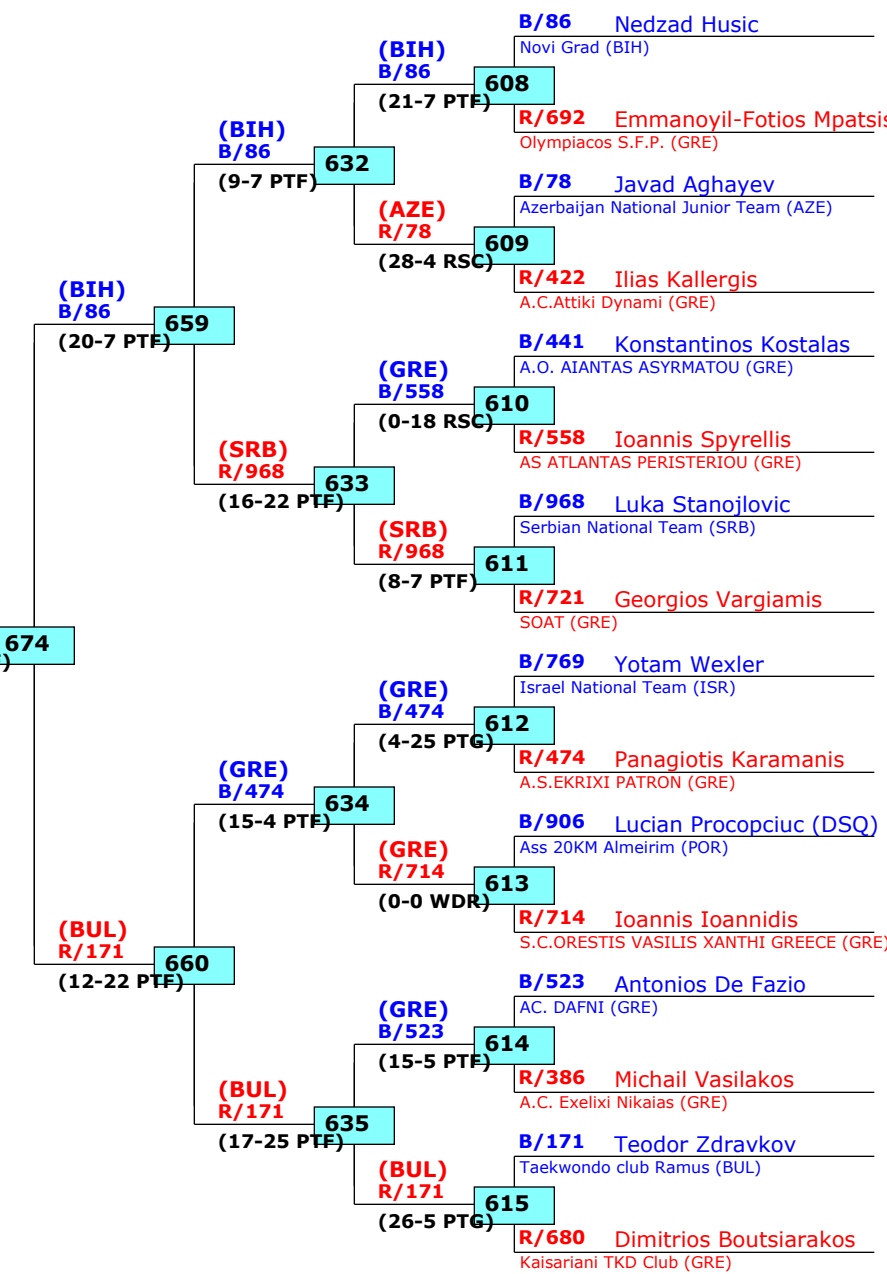 B/86 Nedzad Husic
Novi Grad (BIH)
(BIH)
B/86
608
(21-7 PTF)
R/692 Emmanoyil-Fotios Mpatsis
Olympiacos S.F.P. (GRE)
(BIH)
B/86
632
(9-7 PTF)
B/78 Javad Aghayev
Azerbaijan National Junior Team (AZE)
(AZE)
R/78
609
(28-4 RSC)
R/422 Ilias Kallergis
A.C.Attiki Dynami (GRE)
(BIH)
B/86
659
(20-7 PTF)
B/441 Konstantinos Kostalas
A.O. AIANTAS ASYRMATOU (GRE)
(GRE)
B/558
610
(0-18 RSC)
R/558 Ioannis Spyrellis
AS ATLANTAS PERISTERIOU (GRE)
(SRB)
R/968
633
(16-22 PTF)
B/968 Luka Stanojlovic
Serbian National Team (SRB)
(SRB)
R/968
611
(8-7 PTF)
R/721 Georgios Vargiamis
SOAT (GRE)
674
)
B/769 Yotam Wexler
Israel National Team (ISR)
(GRE)
B/474
612
(4-25 PTG)
R/474 Panagiotis Karamanis
A.S.EKRIXI PATRON (GRE)
(GRE)
B/474
634
(15-4 PTF)
B/906 Lucian Procopciuc (DSQ)
Ass 20KM Almeirim (POR)
(GRE)
R/714
613
(0-0 WDR)
R/714 Ioannis Ioannidis
S.C.ORESTIS VASILIS XANTHI GREECE (GRE)
(BUL)
R/171
660
(12-22 PTF)
B/523 Antonios De Fazio
AC. DAFNI (GRE)
(GRE)
B/523
614
(15-5 PTF)
R/386 Michail Vasilakos
A.C. Exelixi Nikaias (GRE)
(BUL)
R/171
635
(17-25 PTF)
B/171 Teodor Zdravkov
Taekwondo club Ramus (BUL)
(BUL)
R/171
615
(26-5 PTG)
R/680 Dimitrios Boutsiarakos
Kaisariani TKD Club (GRE)